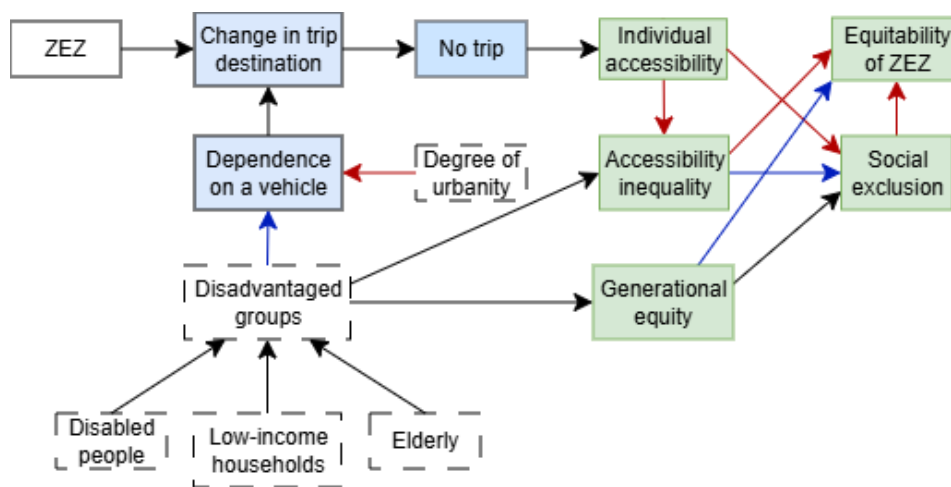 ZEZ
Change in trip
destination
No trip
Individual
accessibility
Equitability
of ZEZ
Dependence
on a vehicle
Degree of
urbanity
Accessibility
inequality
Social
exclusion
Disadvantaged
groups
Generational
equity
Disabled
people
Low-income
households
Elderly